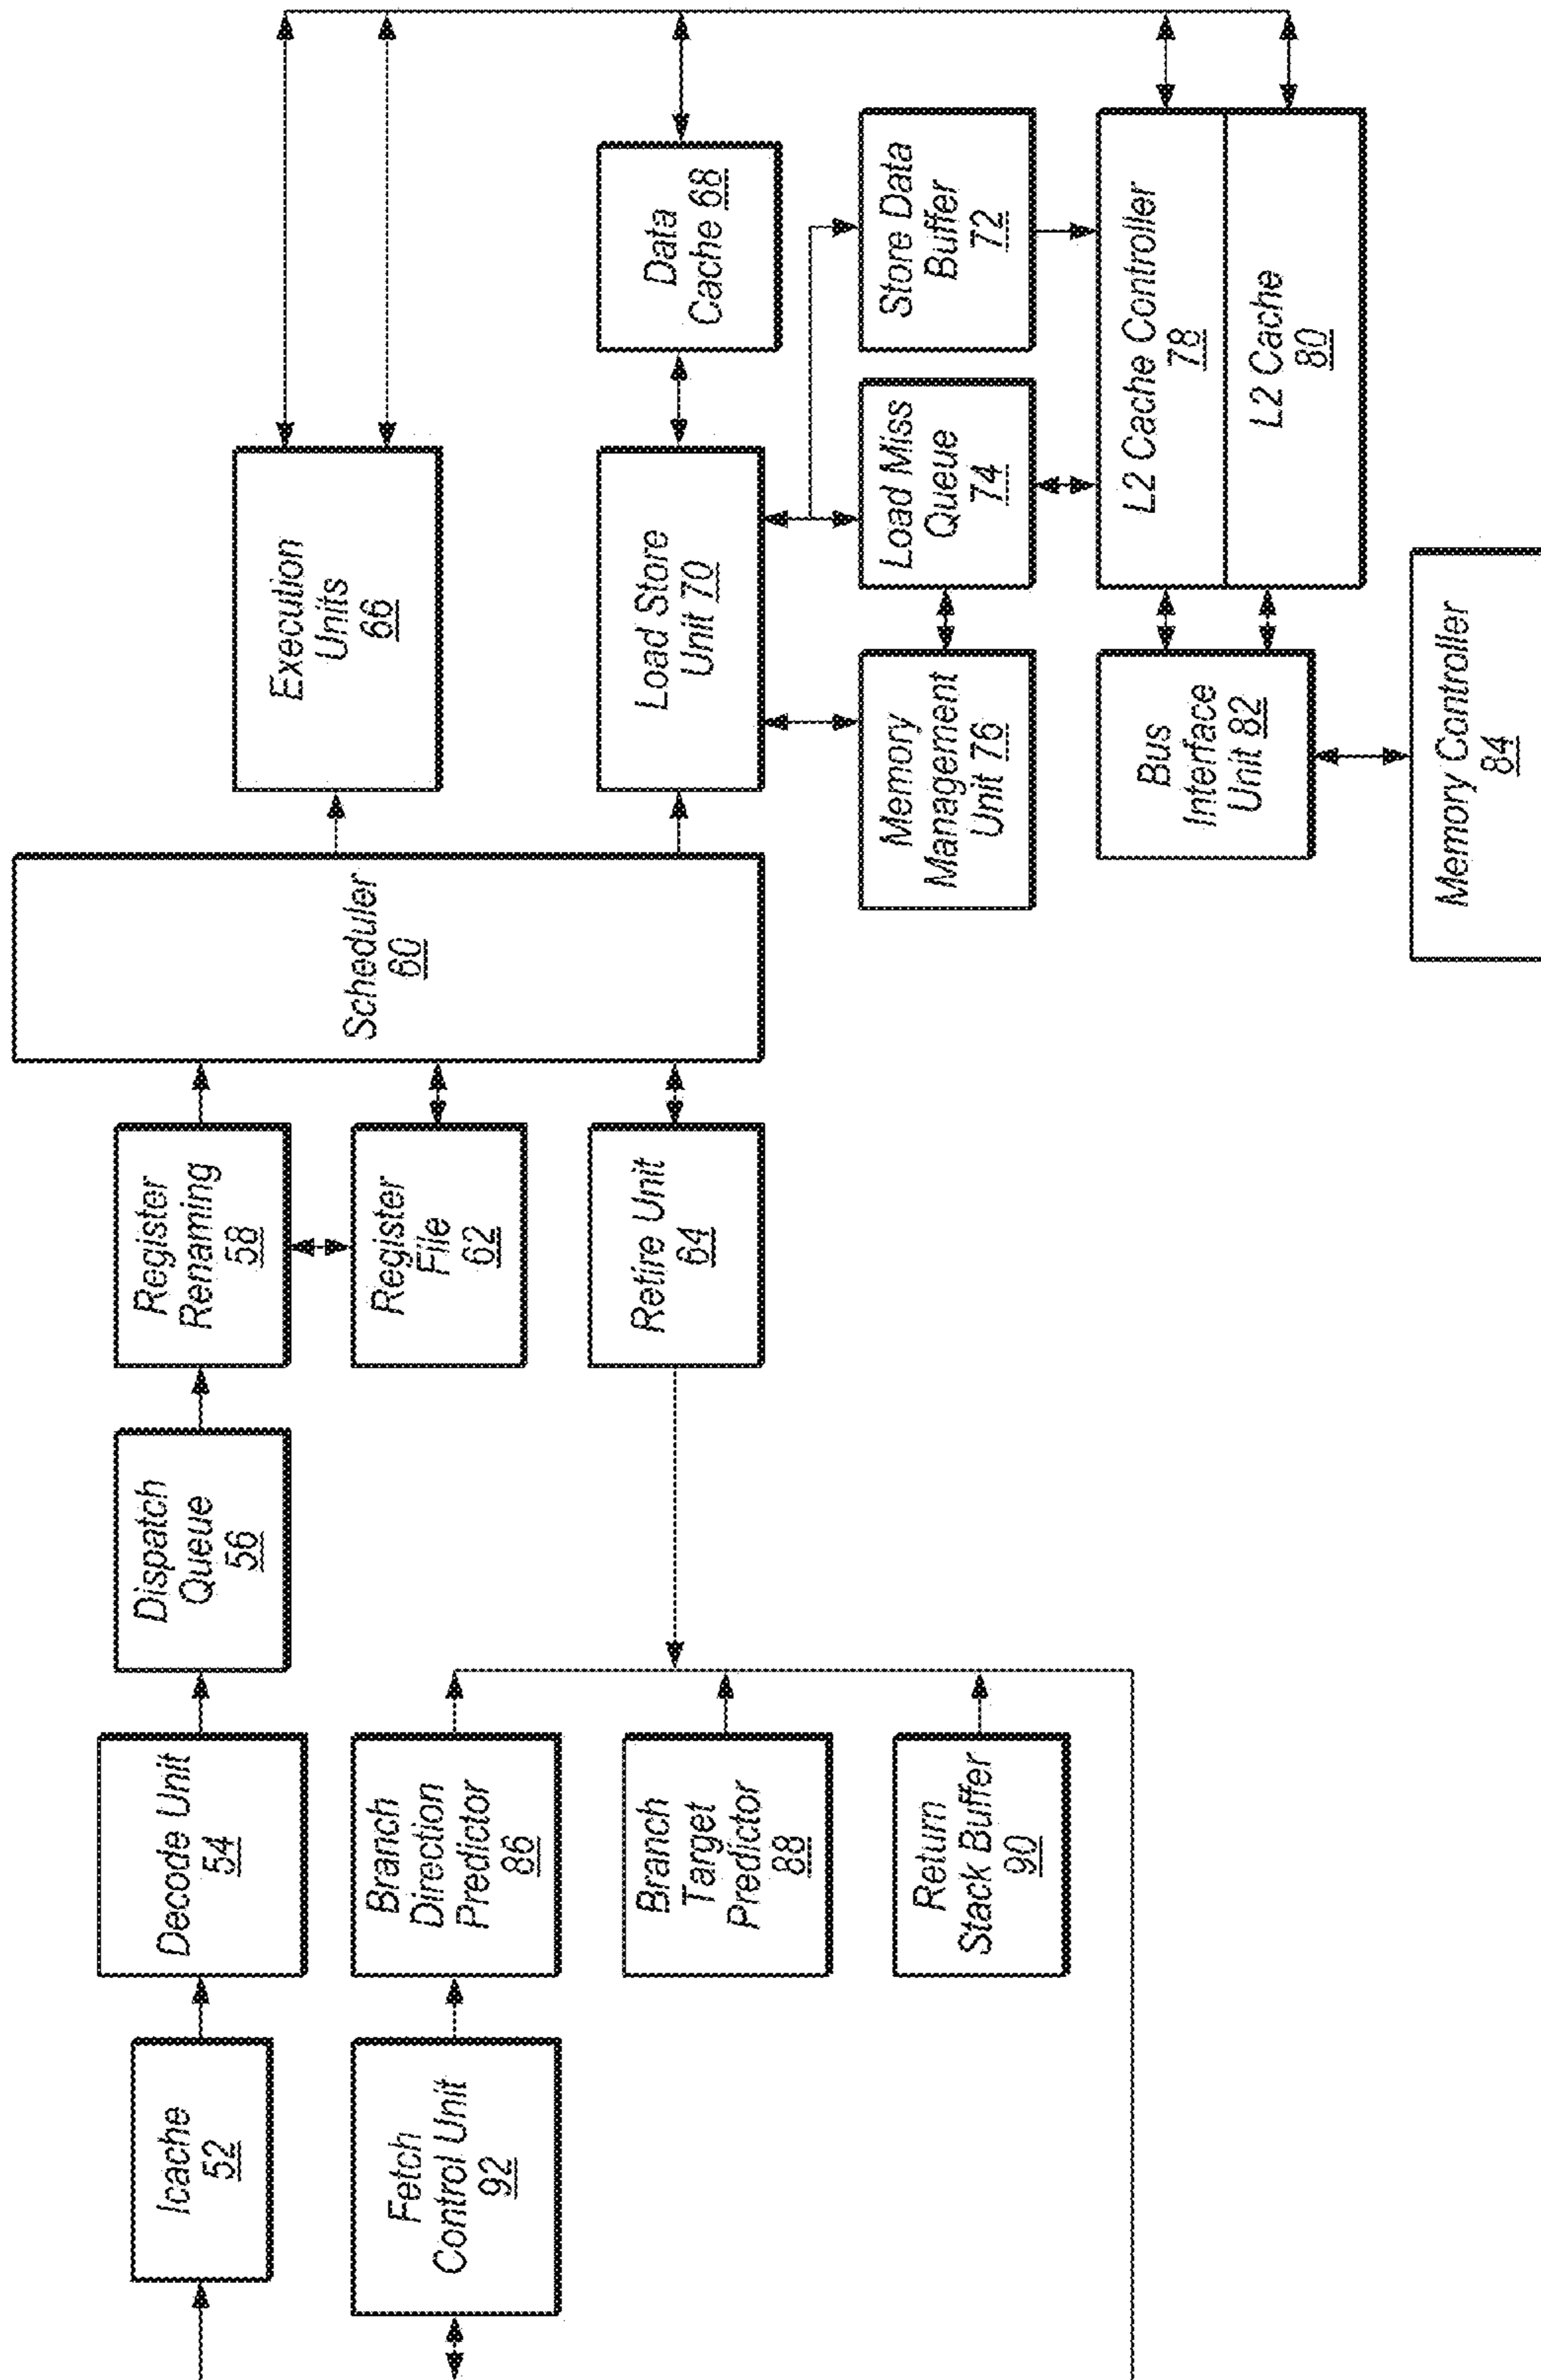 Icache
52
Decode Unit
54
Dispatch
Queue
56
Register
Renaming
58
Fetch
Control Unit
92
Branch
Direction
Predictor
86
Register
File
62
Branch
Target
Predictor
88
Retire Unit
64
Return
Stack Buffer
90
Scheduler
60
Execution
Units
66
Load Store
Unit 70
Data
Cache 68
Memory
Management
Unit 76
Load Miss
Queue
74
Store Data
Buffer
72
Bus
Interface
Unit 82
L2 Cache Controller
78
L2 Cache
80
Memory Controller
84